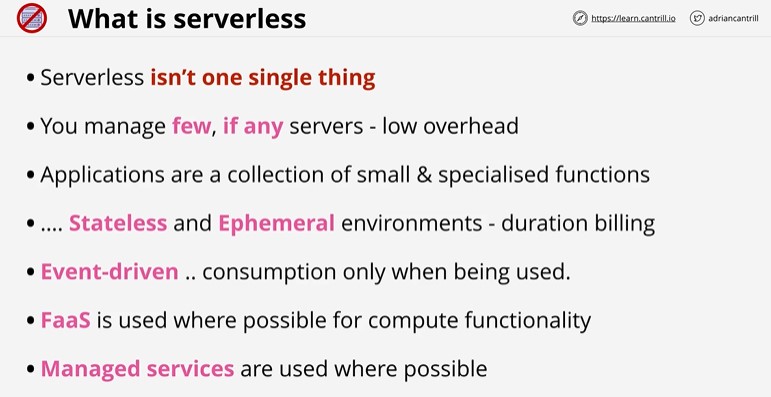 What is serverless
https://learn.cantrill.io
adriancantrill
• Serverless isn't one single thing
• You manage few, if any servers - low overhead
• Applications are a collection of small & specialised functions
• .... Stateless and Ephemeral environments - duration billing
• Event-driven .. consumption only when being used.
• FaaS is used where possible for compute functionality
• Managed services are used where possible